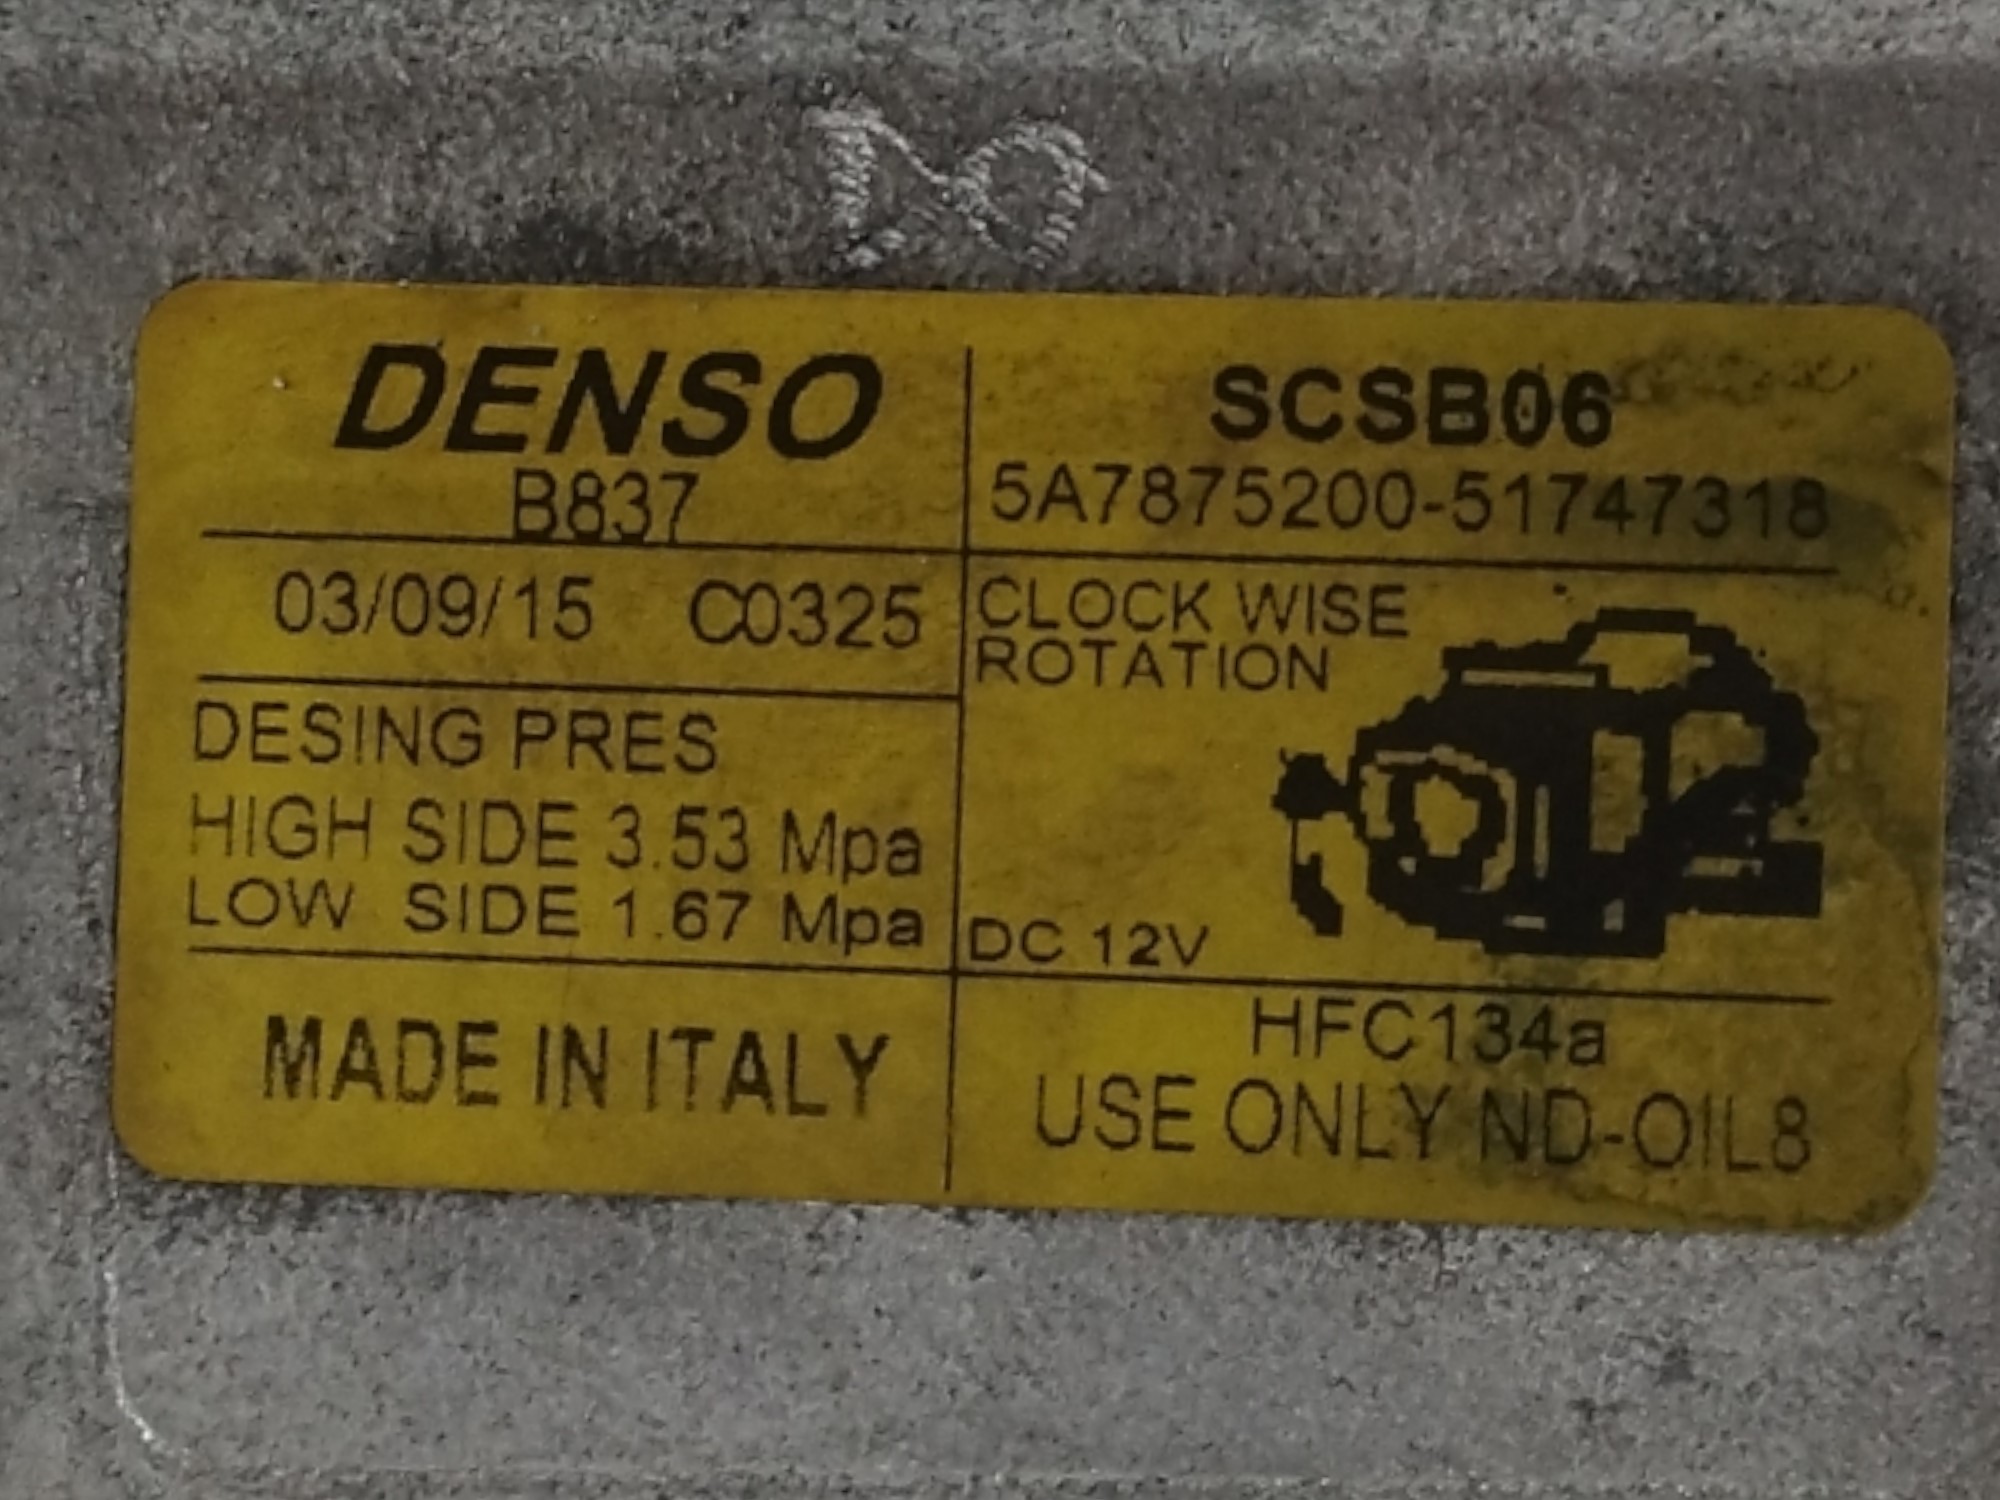 DENSO
B837
SCSB06
5A7875200-51747318
03/09/15 C0325
CLOCK WISE
ROTATION
DESING PRES
HIGH SIDE 3.53 Mpa
LOW SIDE 1.67 Mpa
DC 12V
MADE IN ITALY
HFC134a
USE ONLY ND-OIL8